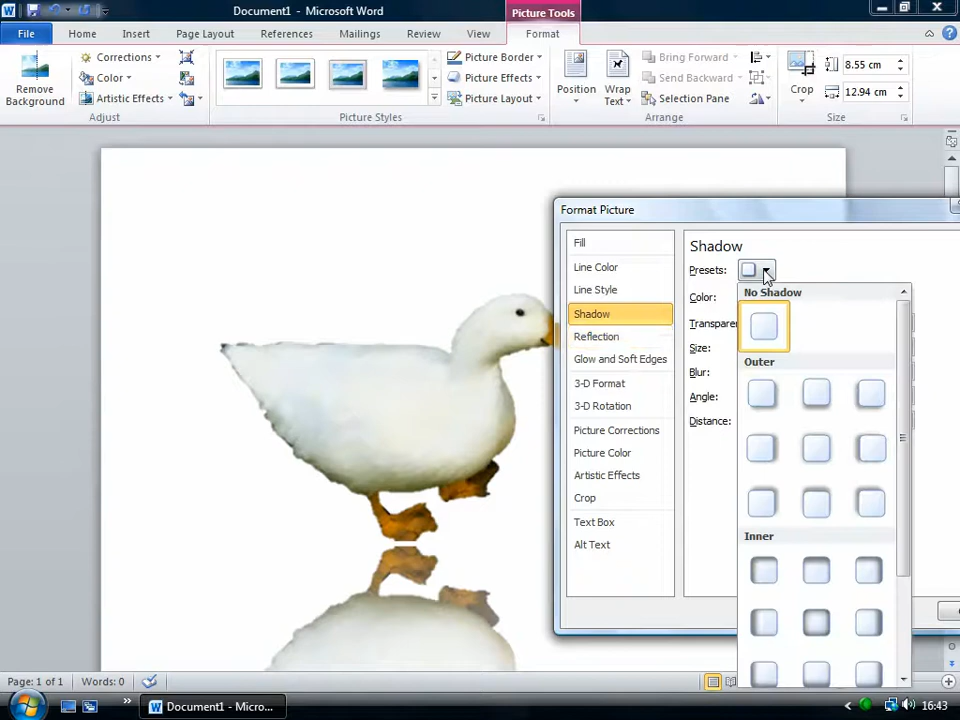 Document1 - Microsoft Word
Picture Tools
File Home Insert Page Layout References Mailings Review View Format
Remove Background
Corrections
Color
Artistic Effects
Adjust
Picture Styles
Picture Border
Picture Effects
Picture Layout
Position
Wrap Text
Bring Forward
Send Backward
Selection Pane
Arrange
Crop
8.55 cm
12.94 cm
Size
Format Picture
Fill
Line Color
Line Style
Shadow
Reflection
Glow and Soft Edges
3-D Format
3-D Rotation
Picture Corrections
Picture Color
Artistic Effects
Crop
Text Box
Alt Text
Shadow
Presets:
Color:
Transparen
Size:
Blur:
Angle:
Distance:
No Shadow
Outer
Inner
Page: 1 of 1 Words: 0
Document1 - Micro...
16:43